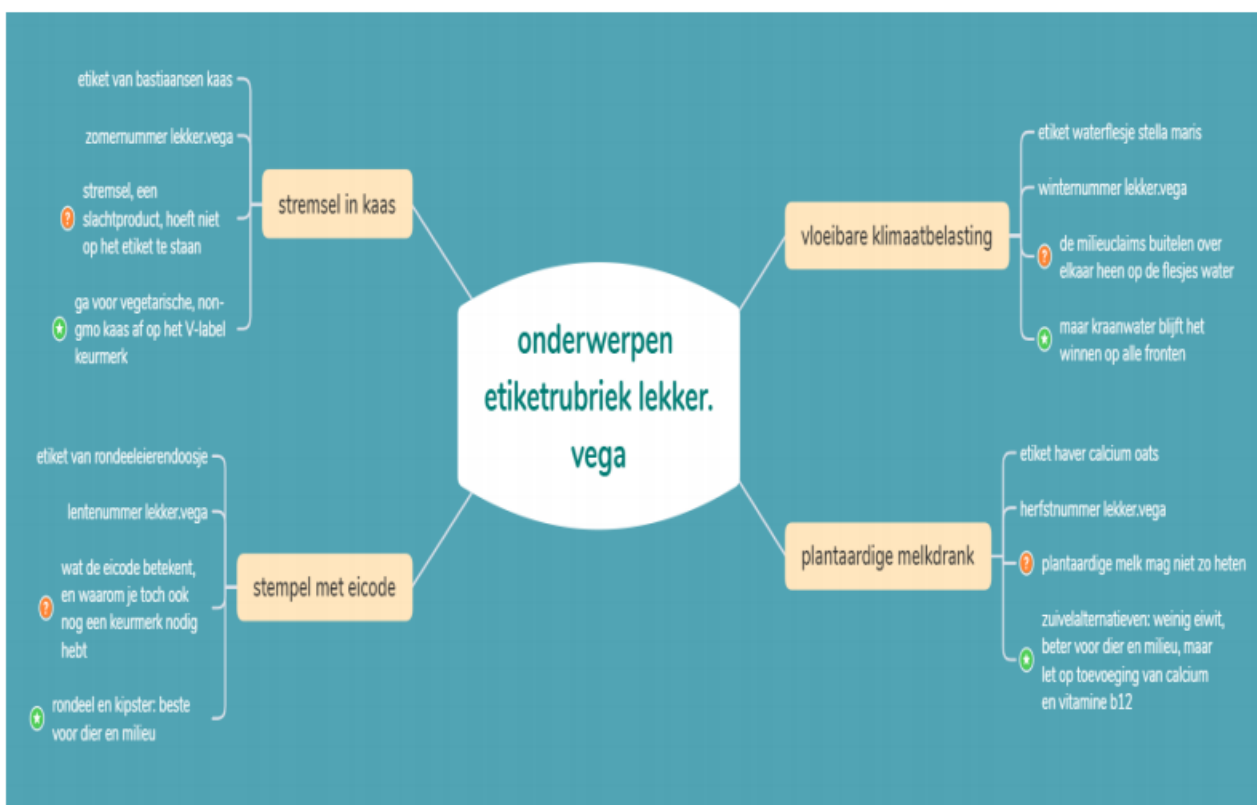 onderwerpen
etiketrubriek lekker.
vega
stremsel in kaas
etiket van bastiaansen kaas
zomernummer lekker.vega
stremsel, een
slachtproduct, hoeft niet
op het etiket te staan
ga voor vegetarische, non-
gmo kaas af op het V-label
keurmerk
stempel met eicode
etiket van rondeeleierendoosje
lentenummer lekker.vega
wat de eicode betekent,
en waarom je toch ook
nog een keurmerk nodig
hebt
rondeel en kipster: beste
voor dier en milieu
vloeibare klimaatbelasting
etiket waterflesje stella maris
winternummer lekker.vega
de milieuclaims buitelen over
elkaar heen op de flesjes water
maar kraanwater blijft het
winnen op alle fronten
plantaardige melkdrank
etiket haver calcium oats
herfstnummer lekker.vega
plantaardige melk mag niet zo heten
zuivelalternatieven: weinig eiwit,
beter voor dier en milieu, maar
let op toevoeging van calcium
en vitamine b12